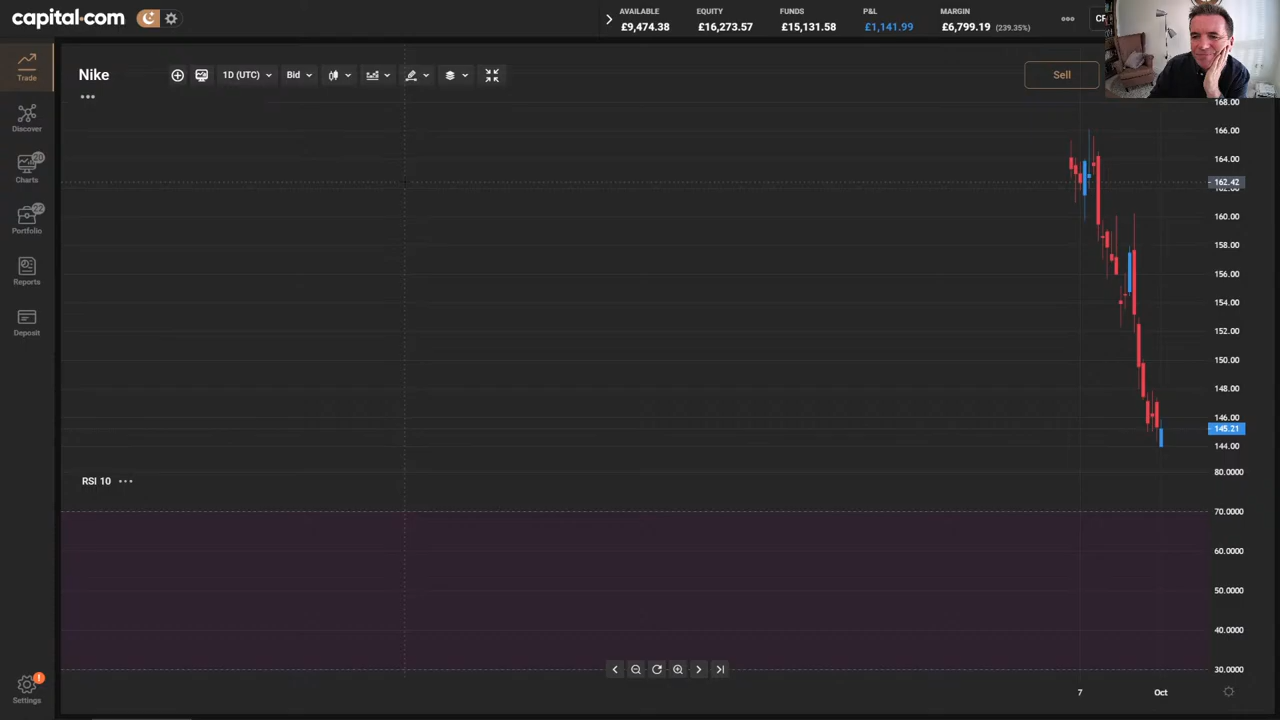 capital·com
AVAILABLE
£9,474.38
EQUITY
£16,273.57
FUNDS
£15,131.58
P&L
£1,141.99
MARGIN
£6,799.19 (239.35%)
Trade
Discover
Charts
20
Portfolio
22
Reports
Deposit
Settings
!
Nike
1D (UTC)
Bid
Sell
168.00
166.00
164.00
162.42
160.00
158.00
156.00
154.00
152.00
150.00
148.00
146.00
145.21
144.00
80.0000
RSI 10
70.0000
60.0000
50.0000
40.0000
30.0000
7
Oct